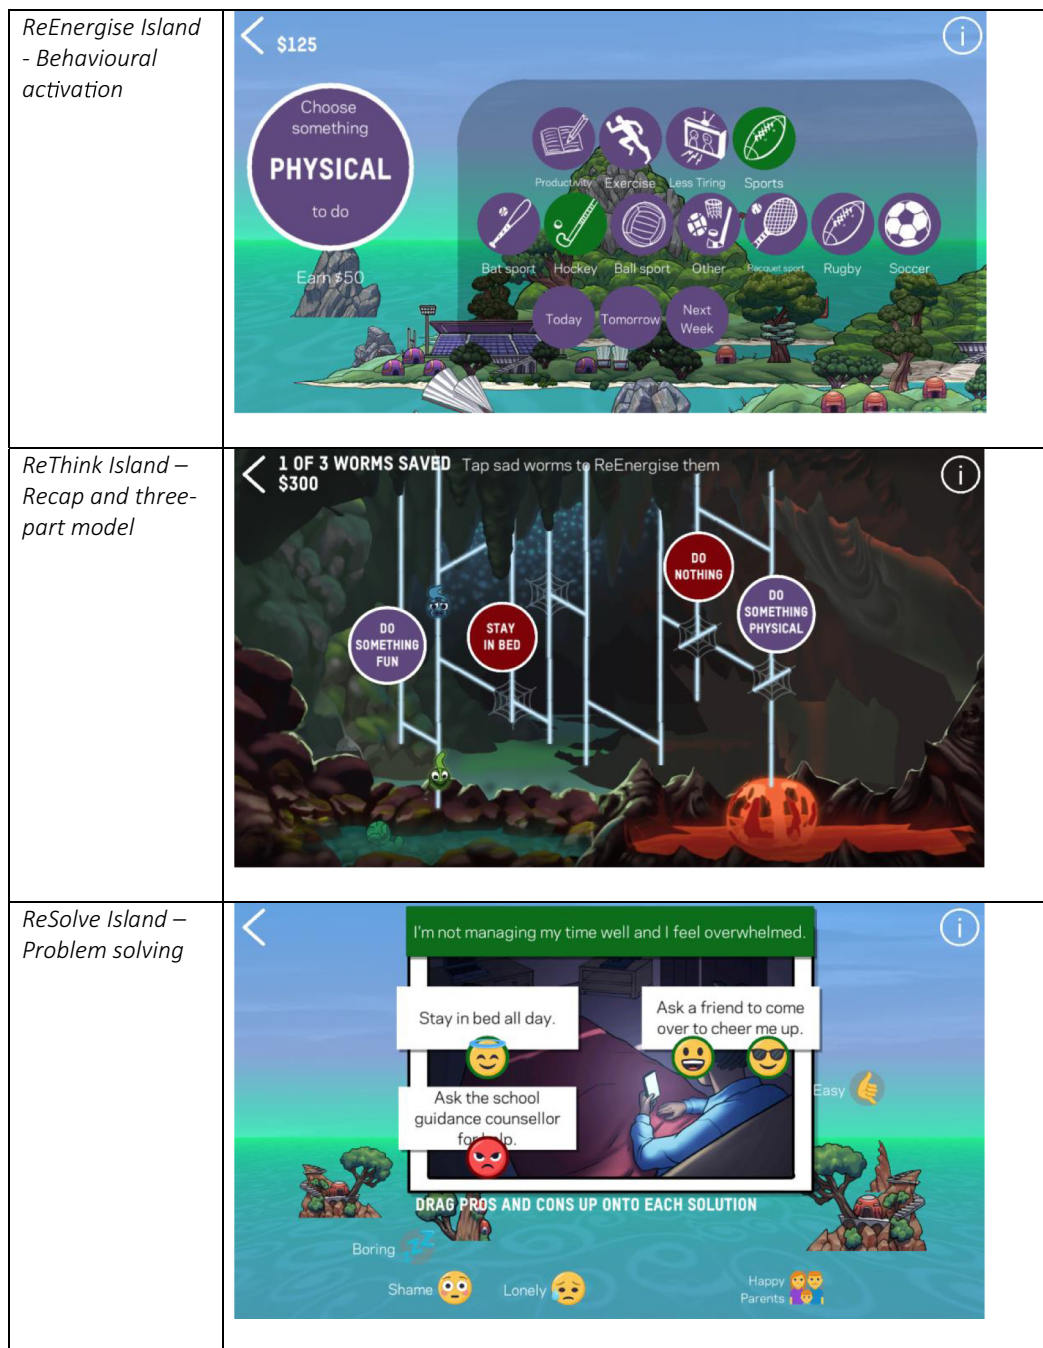 ReEnergise Island
- Behavioural
activation
$125
Choose
something
PHYSICAL
to do
Earn $50
Productivity Exercise Less Tiring Sports
Bat sport Hockey Ball sport Other Racquet sport Rugby Soccer
Today Tomorrow Next
Week
i
ReThink Island –
Recap and three-
part model
1 OF 3 WORMS SAVED Tap sad worms to ReEnergise them
$300
i
DO
NOTHING
DO
SOMETHING
PHYSICAL
DO
SOMETHING
FUN
STAY
IN BED
ReSolve Island –
Problem solving
i
I'm not managing my time well and I feel overwhelmed.
Stay in bed all day.
Ask a friend to come
over to cheer me up.
Ask the school
guidance counsellor
for help.
Easy
DRAG PROS AND CONS UP ONTO EACH SOLUTION
Boring
Shame Lonely
Happy
Parents